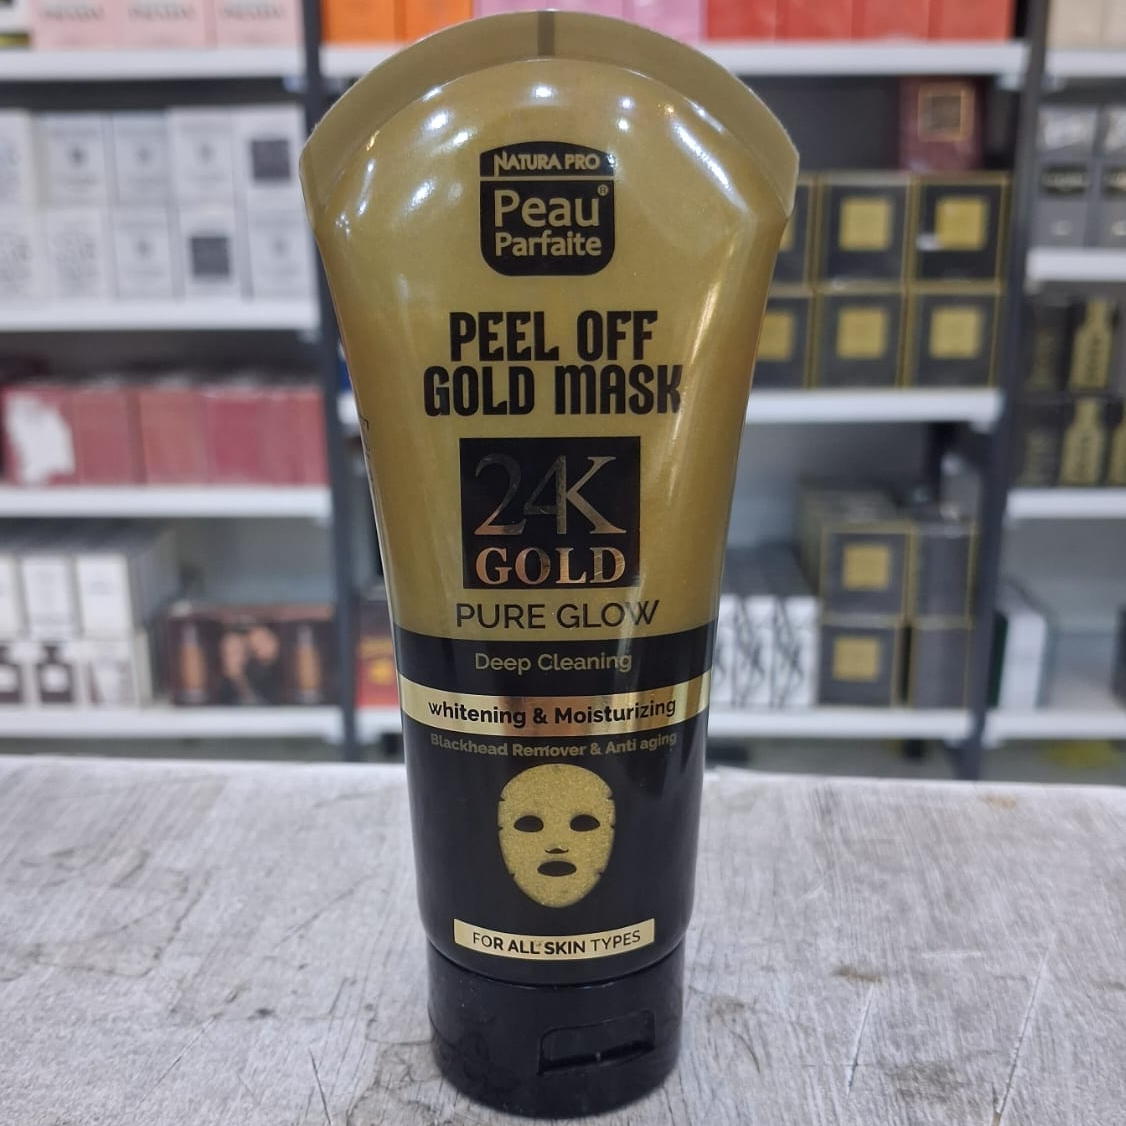 NATURA PRO
Peau®
Parfaite
PEEL OFF
GOLD MASK
24K
GOLD
PURE GLOW
Deep Cleaning
whitening & Moisturizing
Blackhead Remover & Anti aging
FOR ALL SKIN TYPES